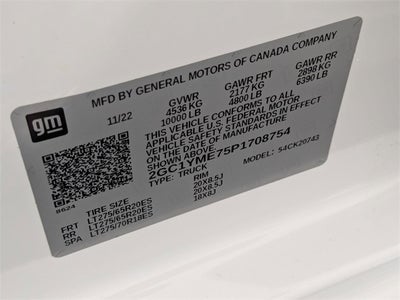 MFD BY GENERAL MOTORS OF CANADA COMPANY
gm
11/22
GVWR GAWR FRT GAWR RR
4536 KG 2177 KG 2898 KG
10000 LB 4800 LB 6390 LB
THIS VEHICLE CONFORMS TO ALL
APPLICABLE U.S. FEDERAL MOTOR
VEHICLE SAFETY STANDARDS IN EFFECT
ON THE DATE OF MANUFACTURE
SHOWN ABOVE.
2GC1YME75P1708754
TYPE: TRUCK MODEL: 54CK20743
8624
TIRE SIZE RIM
FRT LT275/65R20ES 20X8.5J
RR LT275/65R20ES 20X8.5J
SPA LT275/70R18ES 18X8J